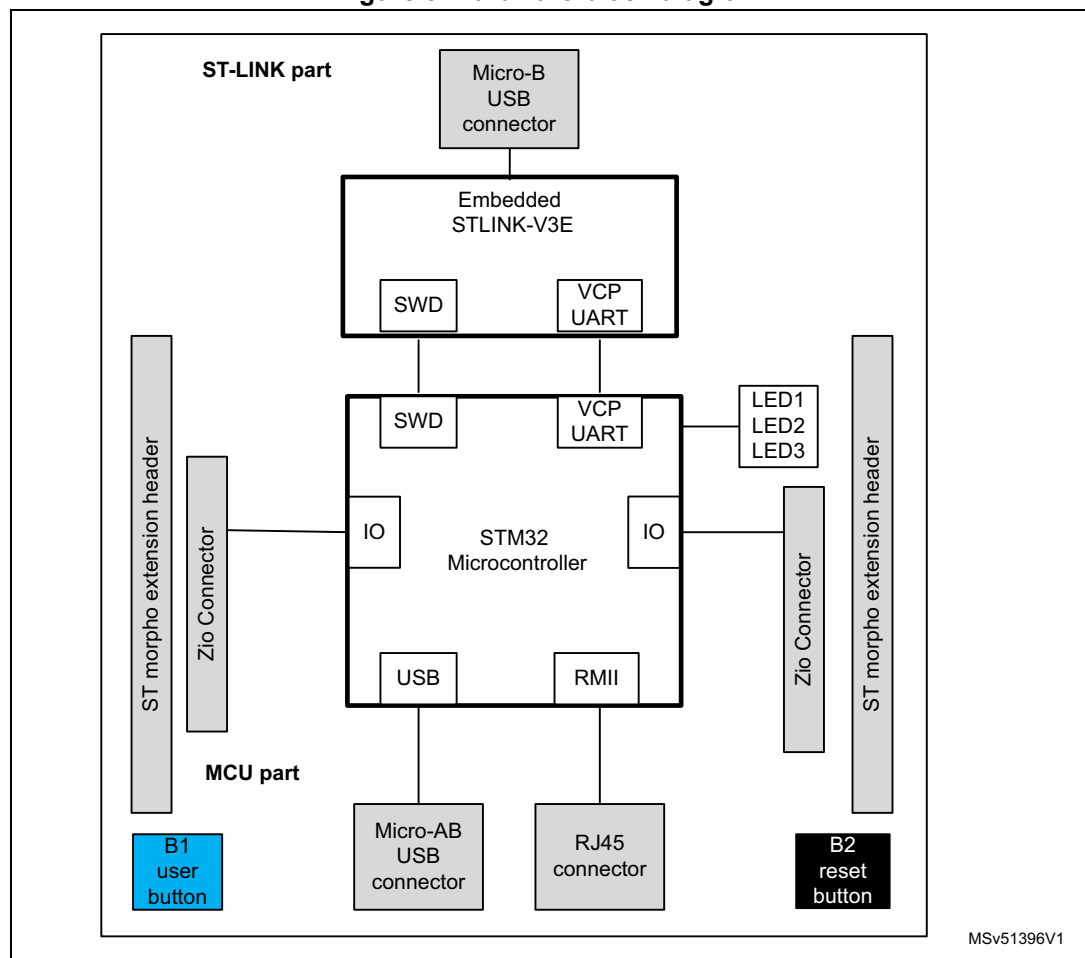 ST-LINK part
Micro-B
USB
connector
Embedded
STLINK-V3E
SWD
VCP
UART
SWD
VCP
UART
LED1
LED2
LED3
ST morpho extension header
Zio Connector
IO
STM32
Microcontroller
IO
Zio Connector
ST morpho extension header
USB
RMII
MCU part
Micro-AB
USB
connector
RJ45
connector
B1
user
button
B2
reset
button
MSv51396V1